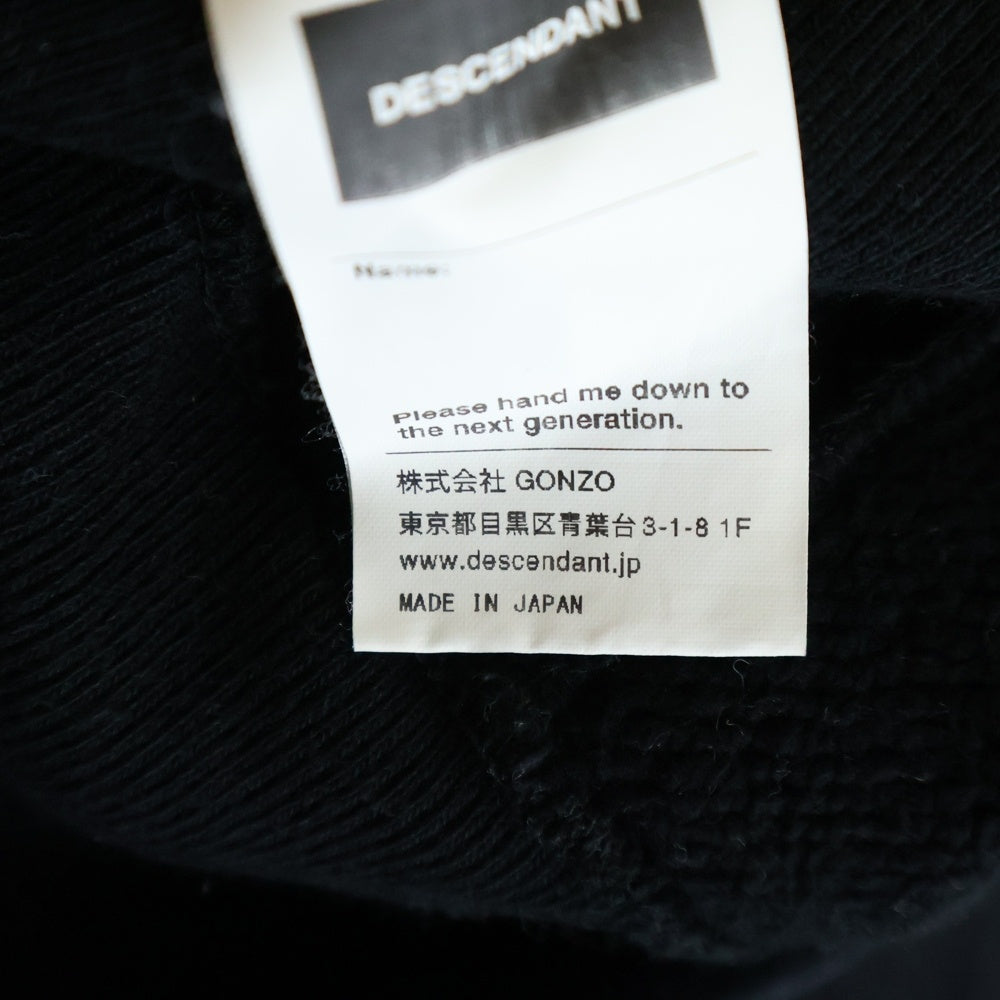 DESCENDANT
Name:
Please hand me down to
the next generation.
株式会社 GONZO
東京都目黒区青葉台3-1-8 1F
www.descendant.jp
MADE IN JAPAN